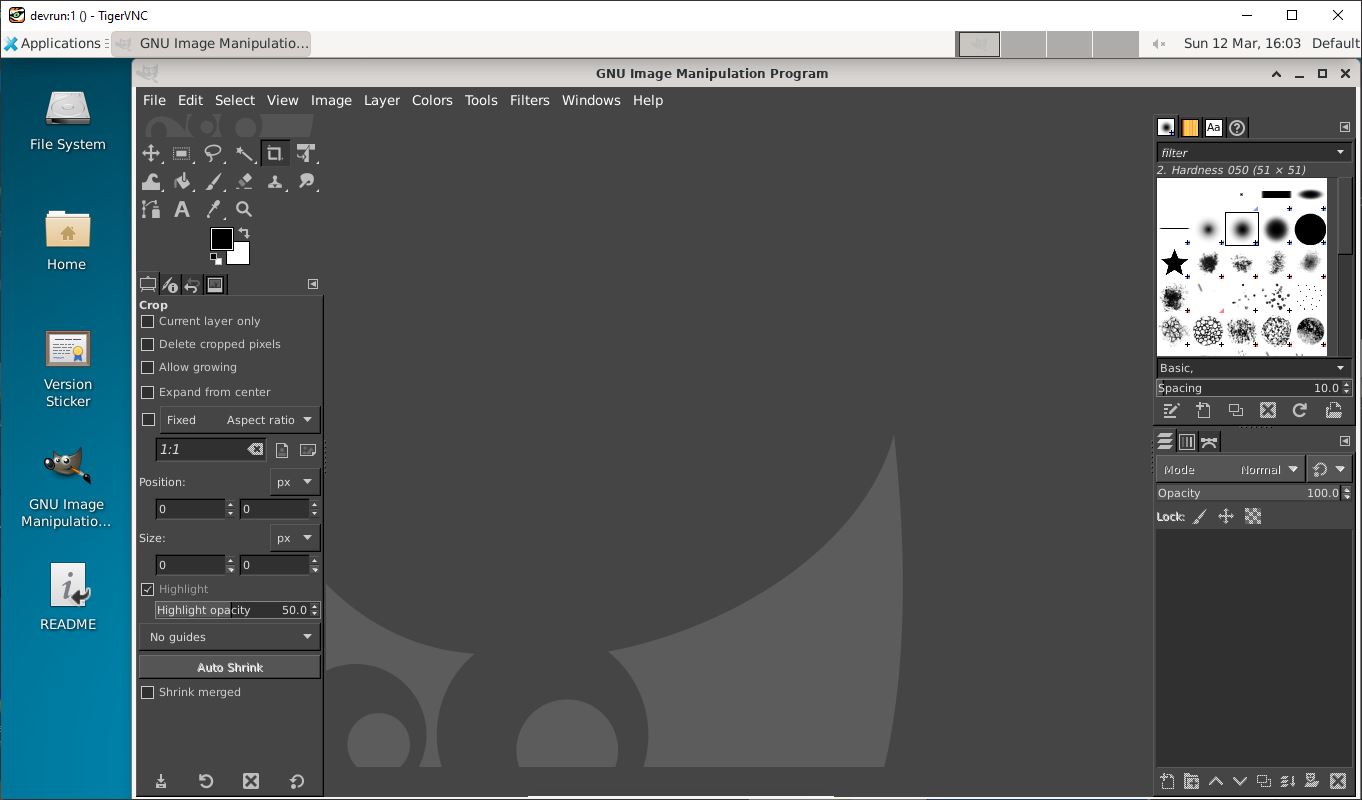 devrun:1 () - TigerVNC
Applications
GNU Image Manipulatio...
Sun 12 Mar, 16:03
Default
GNU Image Manipulation Program
File Edit Select View Image Layer Colors Tools Filters Windows Help
File System
Home
Version
Sticker
GNU Image
Manipulatio...
README
A
Crop
Current layer only
Delete cropped pixels
Allow growing
Expand from center
Fixed Aspect ratio
1:1
Position: px
0 0
Size: px
0 0
Highlight
Highlight opacity 50.0
No guides
Auto Shrink
Shrink merged
Aa
filter
2. Hardness 050 (51 × 51)
Basic,
Spacing 10.0
Mode Normal
Opacity 100.0
Lock: